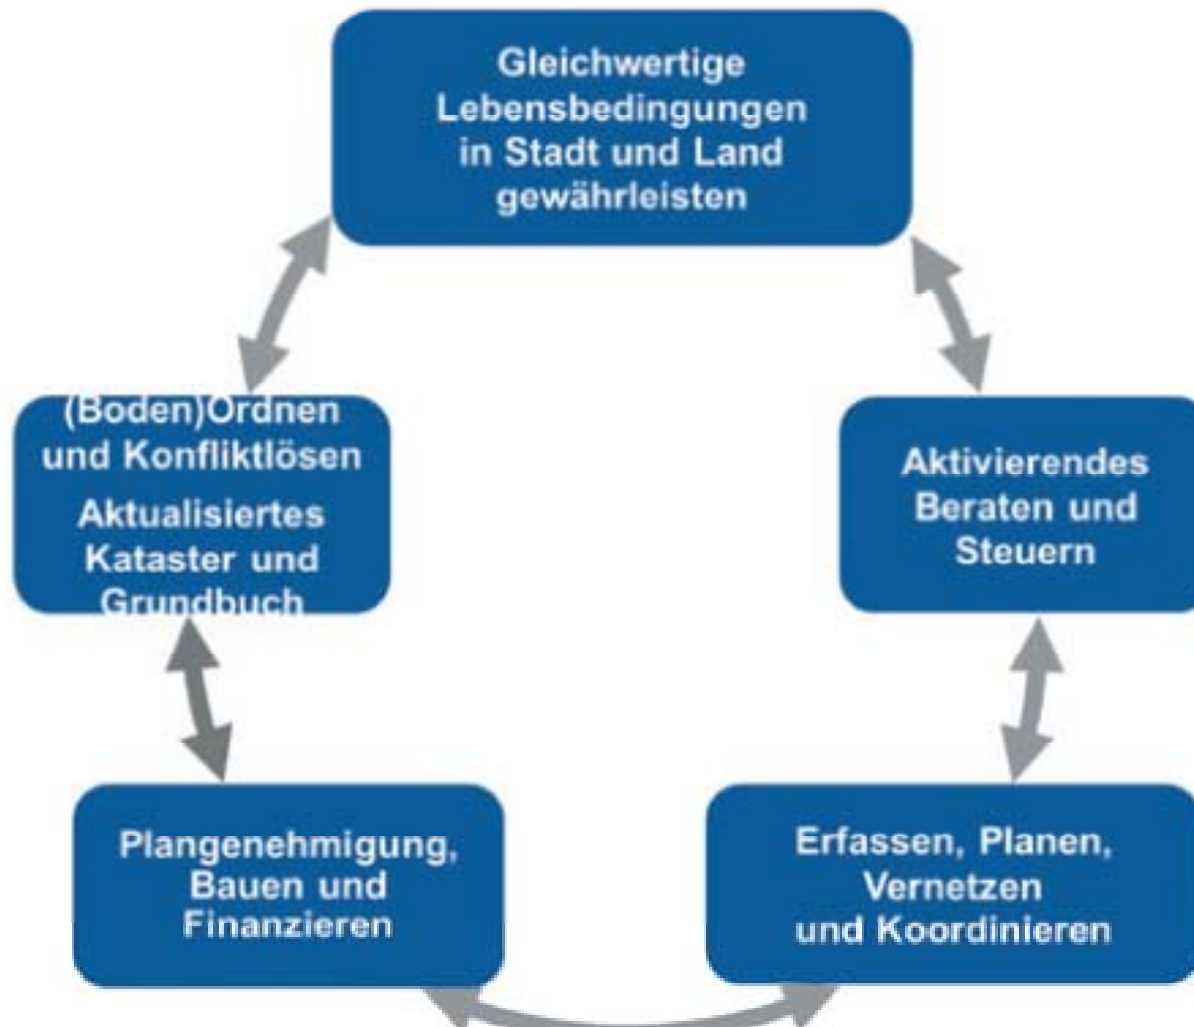 Gleichwertige
Lebensbedingungen
in Stadt und Land
gewährleisten
(Boden)Ordnen
und Konfliktlösen
Aktualisiertes
Kataster und
Grundbuch
Aktivierendes
Beraten und
Steuern
Plangenehmigung,
Bauen und
Finanzieren
Erfassen, Planen,
Vernetzen
und Koordinieren